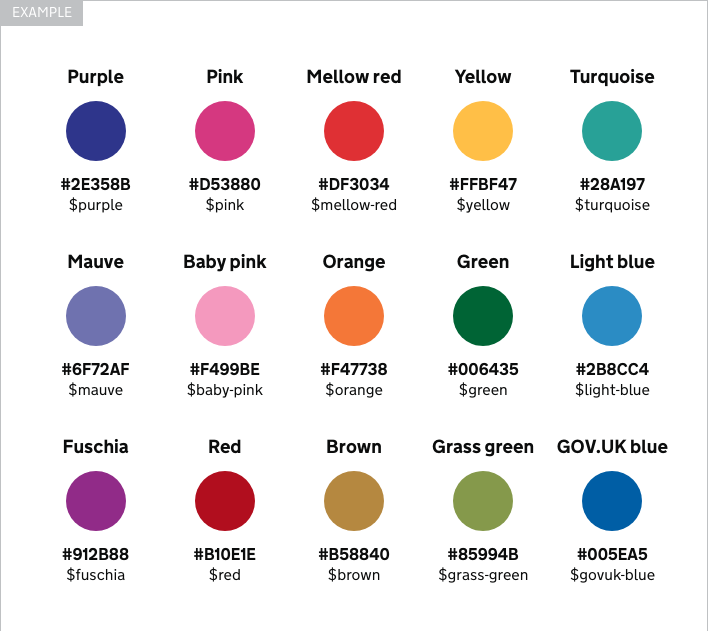 EXAMPLE
Purple Pink Mellow red Yellow Turquoise
#2E358B #D53880 #DF3034 #FFBF47 #28A197
$purple $pink $mellow-red $yellow $turquoise
Mauve Baby pink Orange Green Light blue
#6F72AF #F499BE #F47738 #006435 #2B8CC4
$mauve $baby-pink $orange $green $light-blue
Fuschia Red Brown Grass green GOV.UK blue
#912B88 #B10E1E #B58840 #85994B #005EA5
$fuschia $red $brown $grass-green $govuk-blue